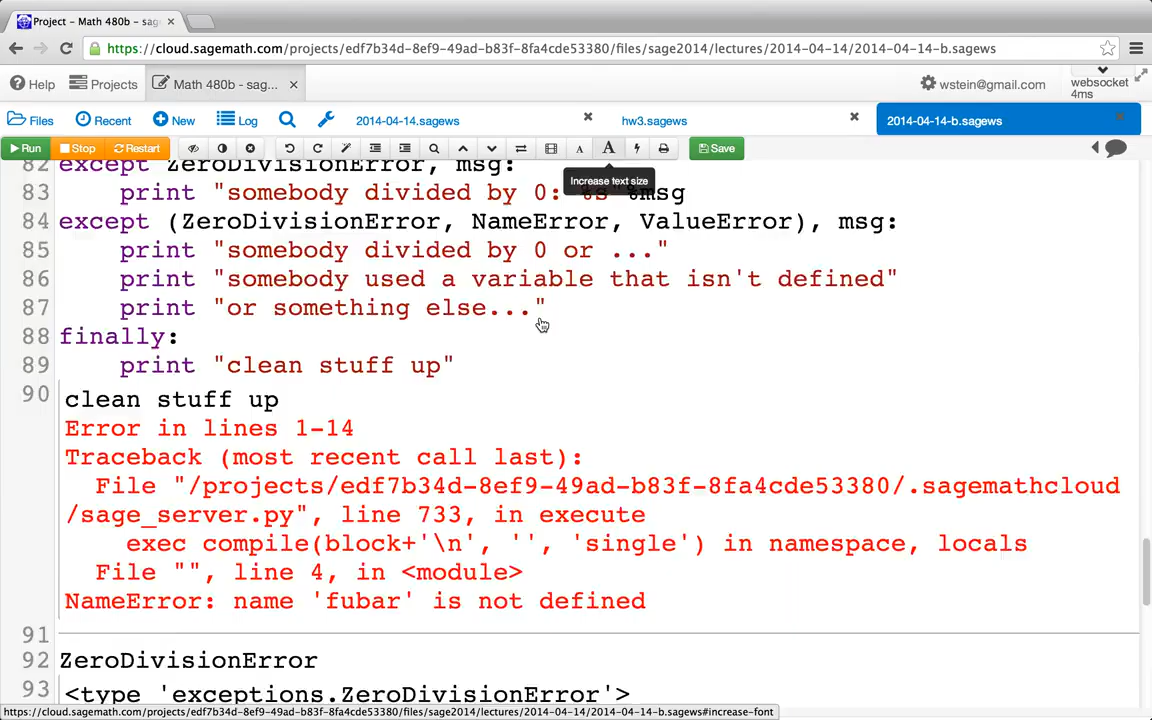 Project – Math 480b – sag
https://cloud.sagemath.com/projects/edf7b34d-8ef9-49ad-b83f-8fa4cde53380/files/sage2014/lectures/2014-04-14/2014-04-14-b.sagews
Help Projects Math 480b - sag... wstein@gmail.com websocket
4ms
Files Recent New Log 2014-04-14.sagews hw3.sagews 2014-04-14-b.sagews
Run Stop Restart A A Save
Increase text size
82 except ZeroDivisionError, msg:
83 print "somebody divided by 0: %s"%msg
84 except (ZeroDivisionError, NameError, ValueError), msg:
85 print "somebody divided by 0 or ..."
86 print "somebody used a variable that isn't defined"
87 print "or something else..."
88 finally:
89 print "clean stuff up"
90 clean stuff up
Error in lines 1-14
Traceback (most recent call last):
File "/projects/edf7b34d-8ef9-49ad-b83f-8fa4cde53380/.sagemathcloud
/sage_server.py", line 733, in execute
exec compile(block+'\n', '', 'single') in namespace, locals
File "", line 4, in <module>
NameError: name 'fubar' is not defined
91
92 ZeroDivisionError
93 <type 'exceptions.ZeroDivisionError'>
https://cloud.sagemath.com/projects/edf7b34d-8ef9-49ad-b83f-8fa4cde53380/files/sage2014/lectures/2014-04-14/2014-04-14-b.sagews#increase-font